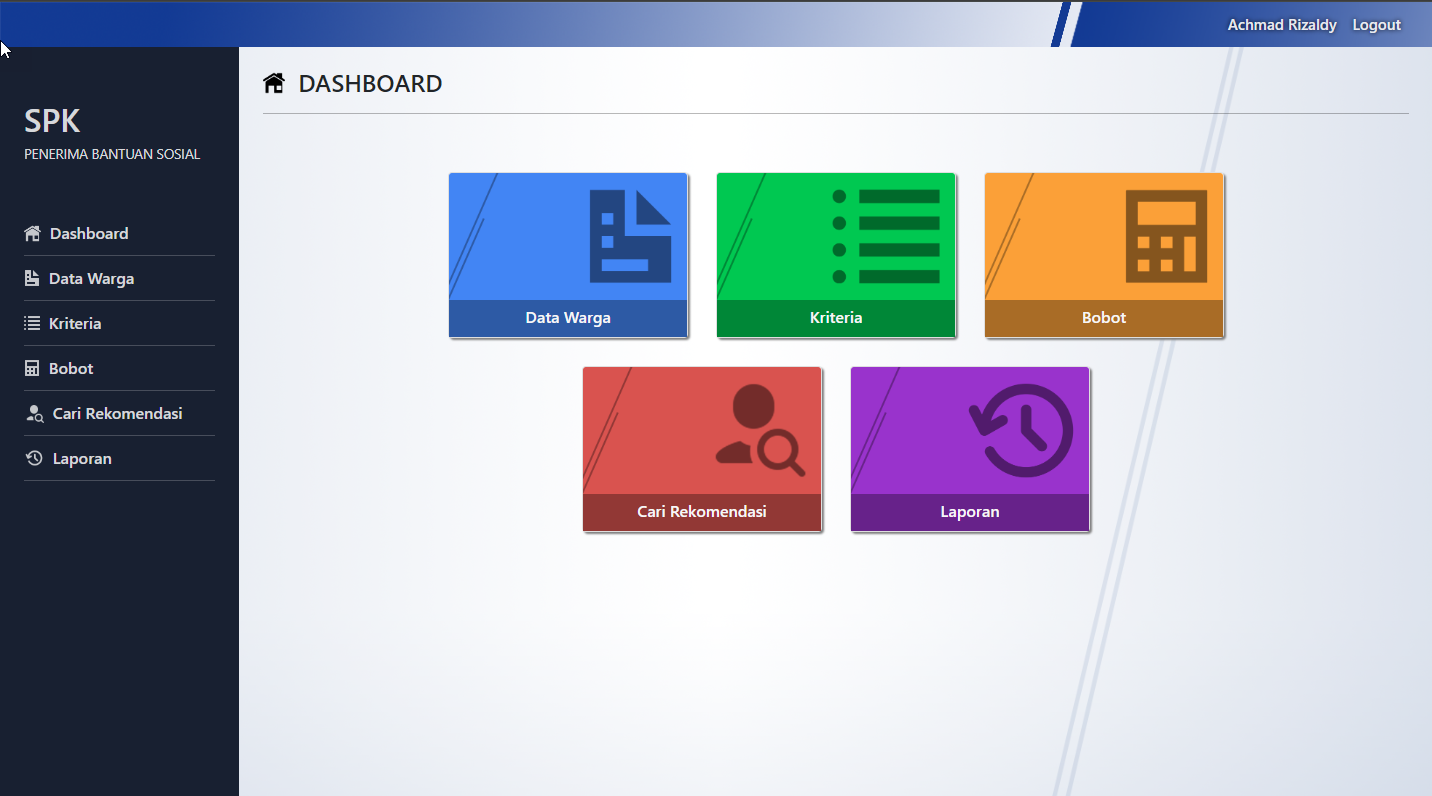 Achmad Rizaldy Logout
SPK
PENERIMA BANTUAN SOSIAL
Dashboard
Data Warga
Kriteria
Bobot
Cari Rekomendasi
Laporan
DASHBOARD
Data Warga
Kriteria
Bobot
Cari Rekomendasi
Laporan